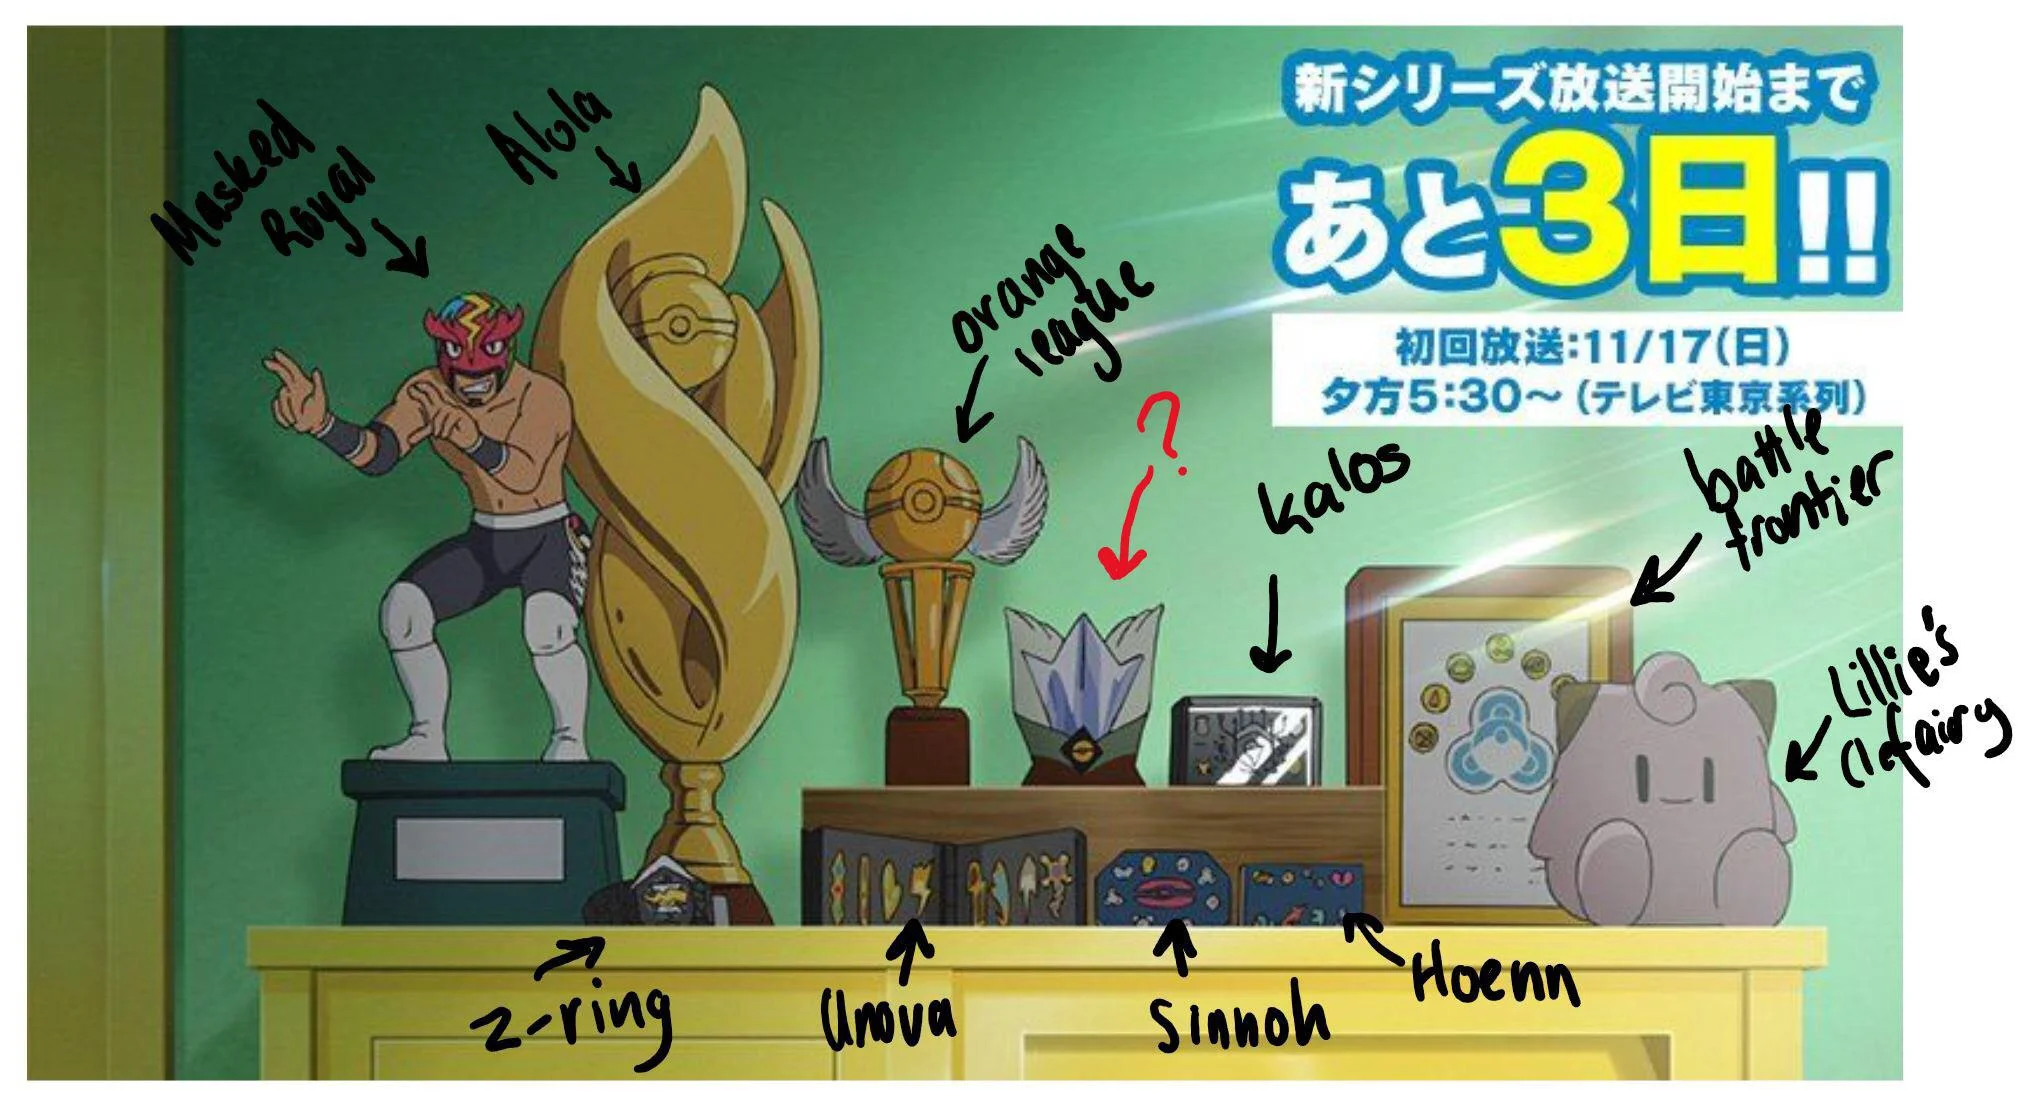 新シリーズ放送開始まで
あと3日!!
初回放送:11/17(日)
夕方5:30～(テレビ東京系列)
Masked
Royal
Alola
orange
league
?
Kalos
battle
frontier
Lillie's
Clefairy
z-ring
Unova
Sinnoh
Hoenn